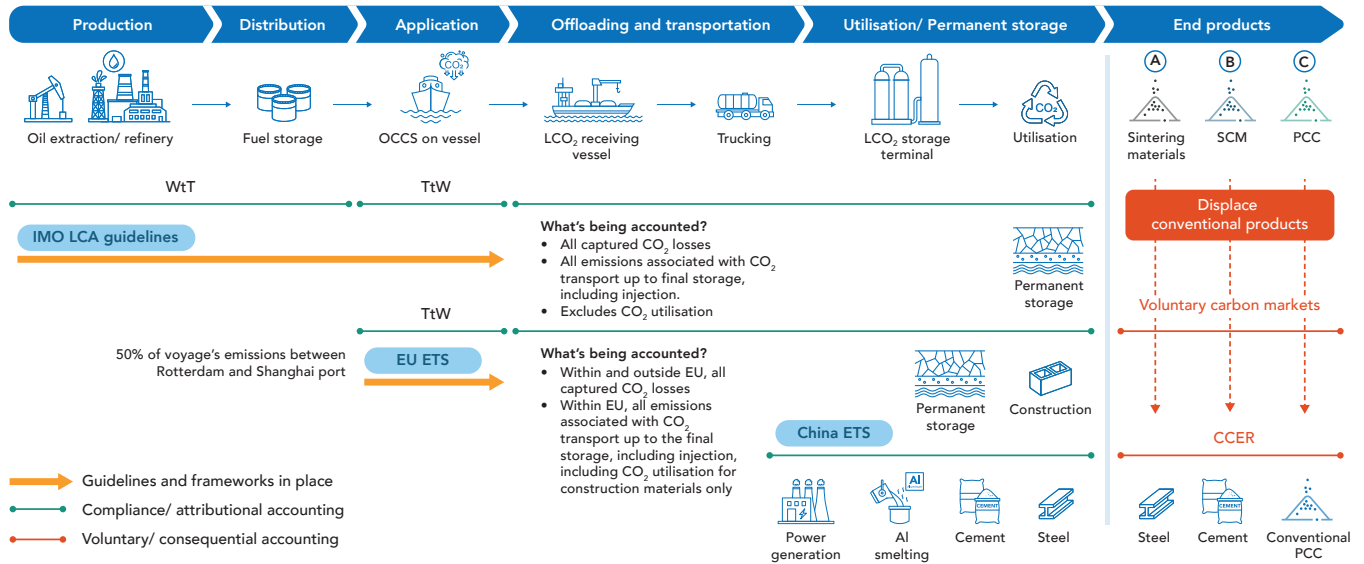 Production
Distribution
Application
Offloading and transportation
Utilisation/ Permanent storage
End products
CO₂
A
B
C
Oil extraction/ refinery
Fuel storage
OCCS on vessel
LCO₂ receiving
vessel
Trucking
LCO₂ storage
terminal
CO₂
Utilisation
Sintering
materials
SCM
PCC
WtT
TtW
IMO LCA guidelines
What's being accounted?
• All captured CO₂ losses
• All emissions associated with CO₂
transport up to final storage,
including injection.
• Excludes CO₂ utilisation
Permanent
storage
Displace
conventional products
Voluntary carbon markets
TtW
50% of voyage's emissions between
Rotterdam and Shanghai port
EU ETS
What's being accounted?
• Within and outside EU, all
captured CO₂ losses
• Within EU, all emissions
associated with CO₂
transport up to the final
storage, including injection,
including CO₂ utilisation for
construction materials only
Permanent
storage
Construction
China ETS
CCER
Guidelines and frameworks in place
Compliance/ attributional accounting
Voluntary/ consequential accounting
Al
CEMENT
CEMENT
Power
generation
Al
smelting
Cement
Steel
Steel
Cement
Conventional
PCC